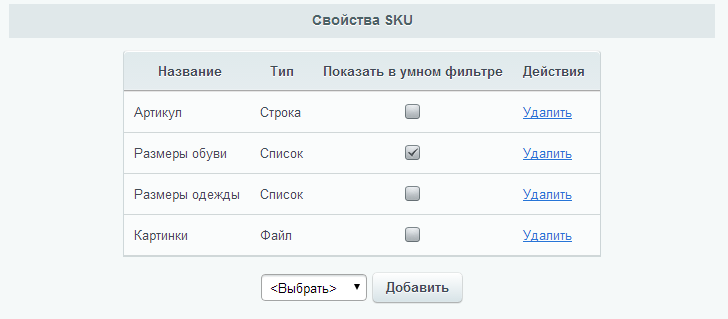 Свойства SKU
Название Тип Показать в умном фильтре Действия
Артикул Строка Удалить
Размеры обуви Список Удалить
Размеры одежды Список Удалить
Картинки Файл Удалить
<Выбрать> Добавить